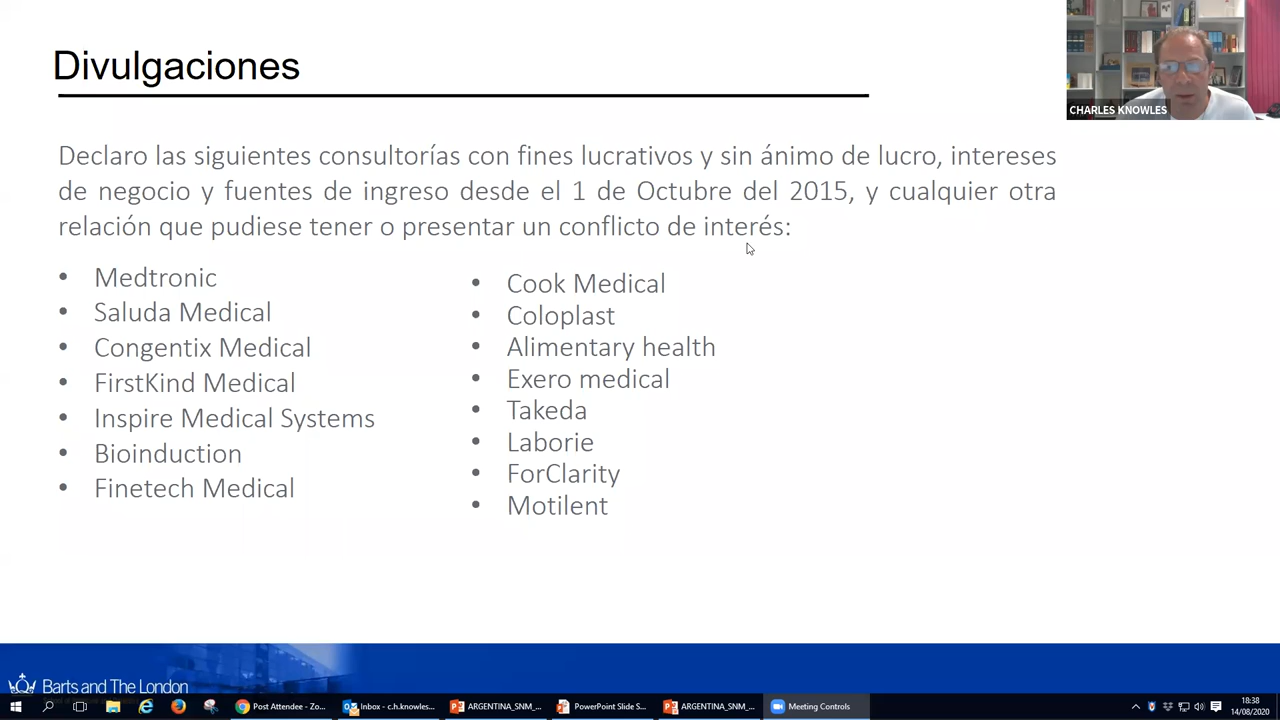 Divulgaciones
CHARLES KNOWLES
Declaro las siguientes consultorías con fines lucrativos y sin ánimo de lucro, intereses
de negocio y fuentes de ingreso desde el 1 de Octubre del 2015, y cualquier otra
relación que pudiese tener o presentar un conflicto de interés:
• Medtronic
• Saluda Medical
• Congentix Medical
• FirstKind Medical
• Inspire Medical Systems
• Bioinduction
• Finetech Medical
• Cook Medical
• Coloplast
• Alimentary health
• Exero medical
• Takeda
• Laborie
• ForClarity
• Motilent
Barts and The London
Post Attendee - Zo...
Inbox - c.h.knowles...
ARGENTINA_SNM_...
PowerPoint Slide S...
ARGENTINA_SNM_...
Meeting Controls
18:38
14/08/2020